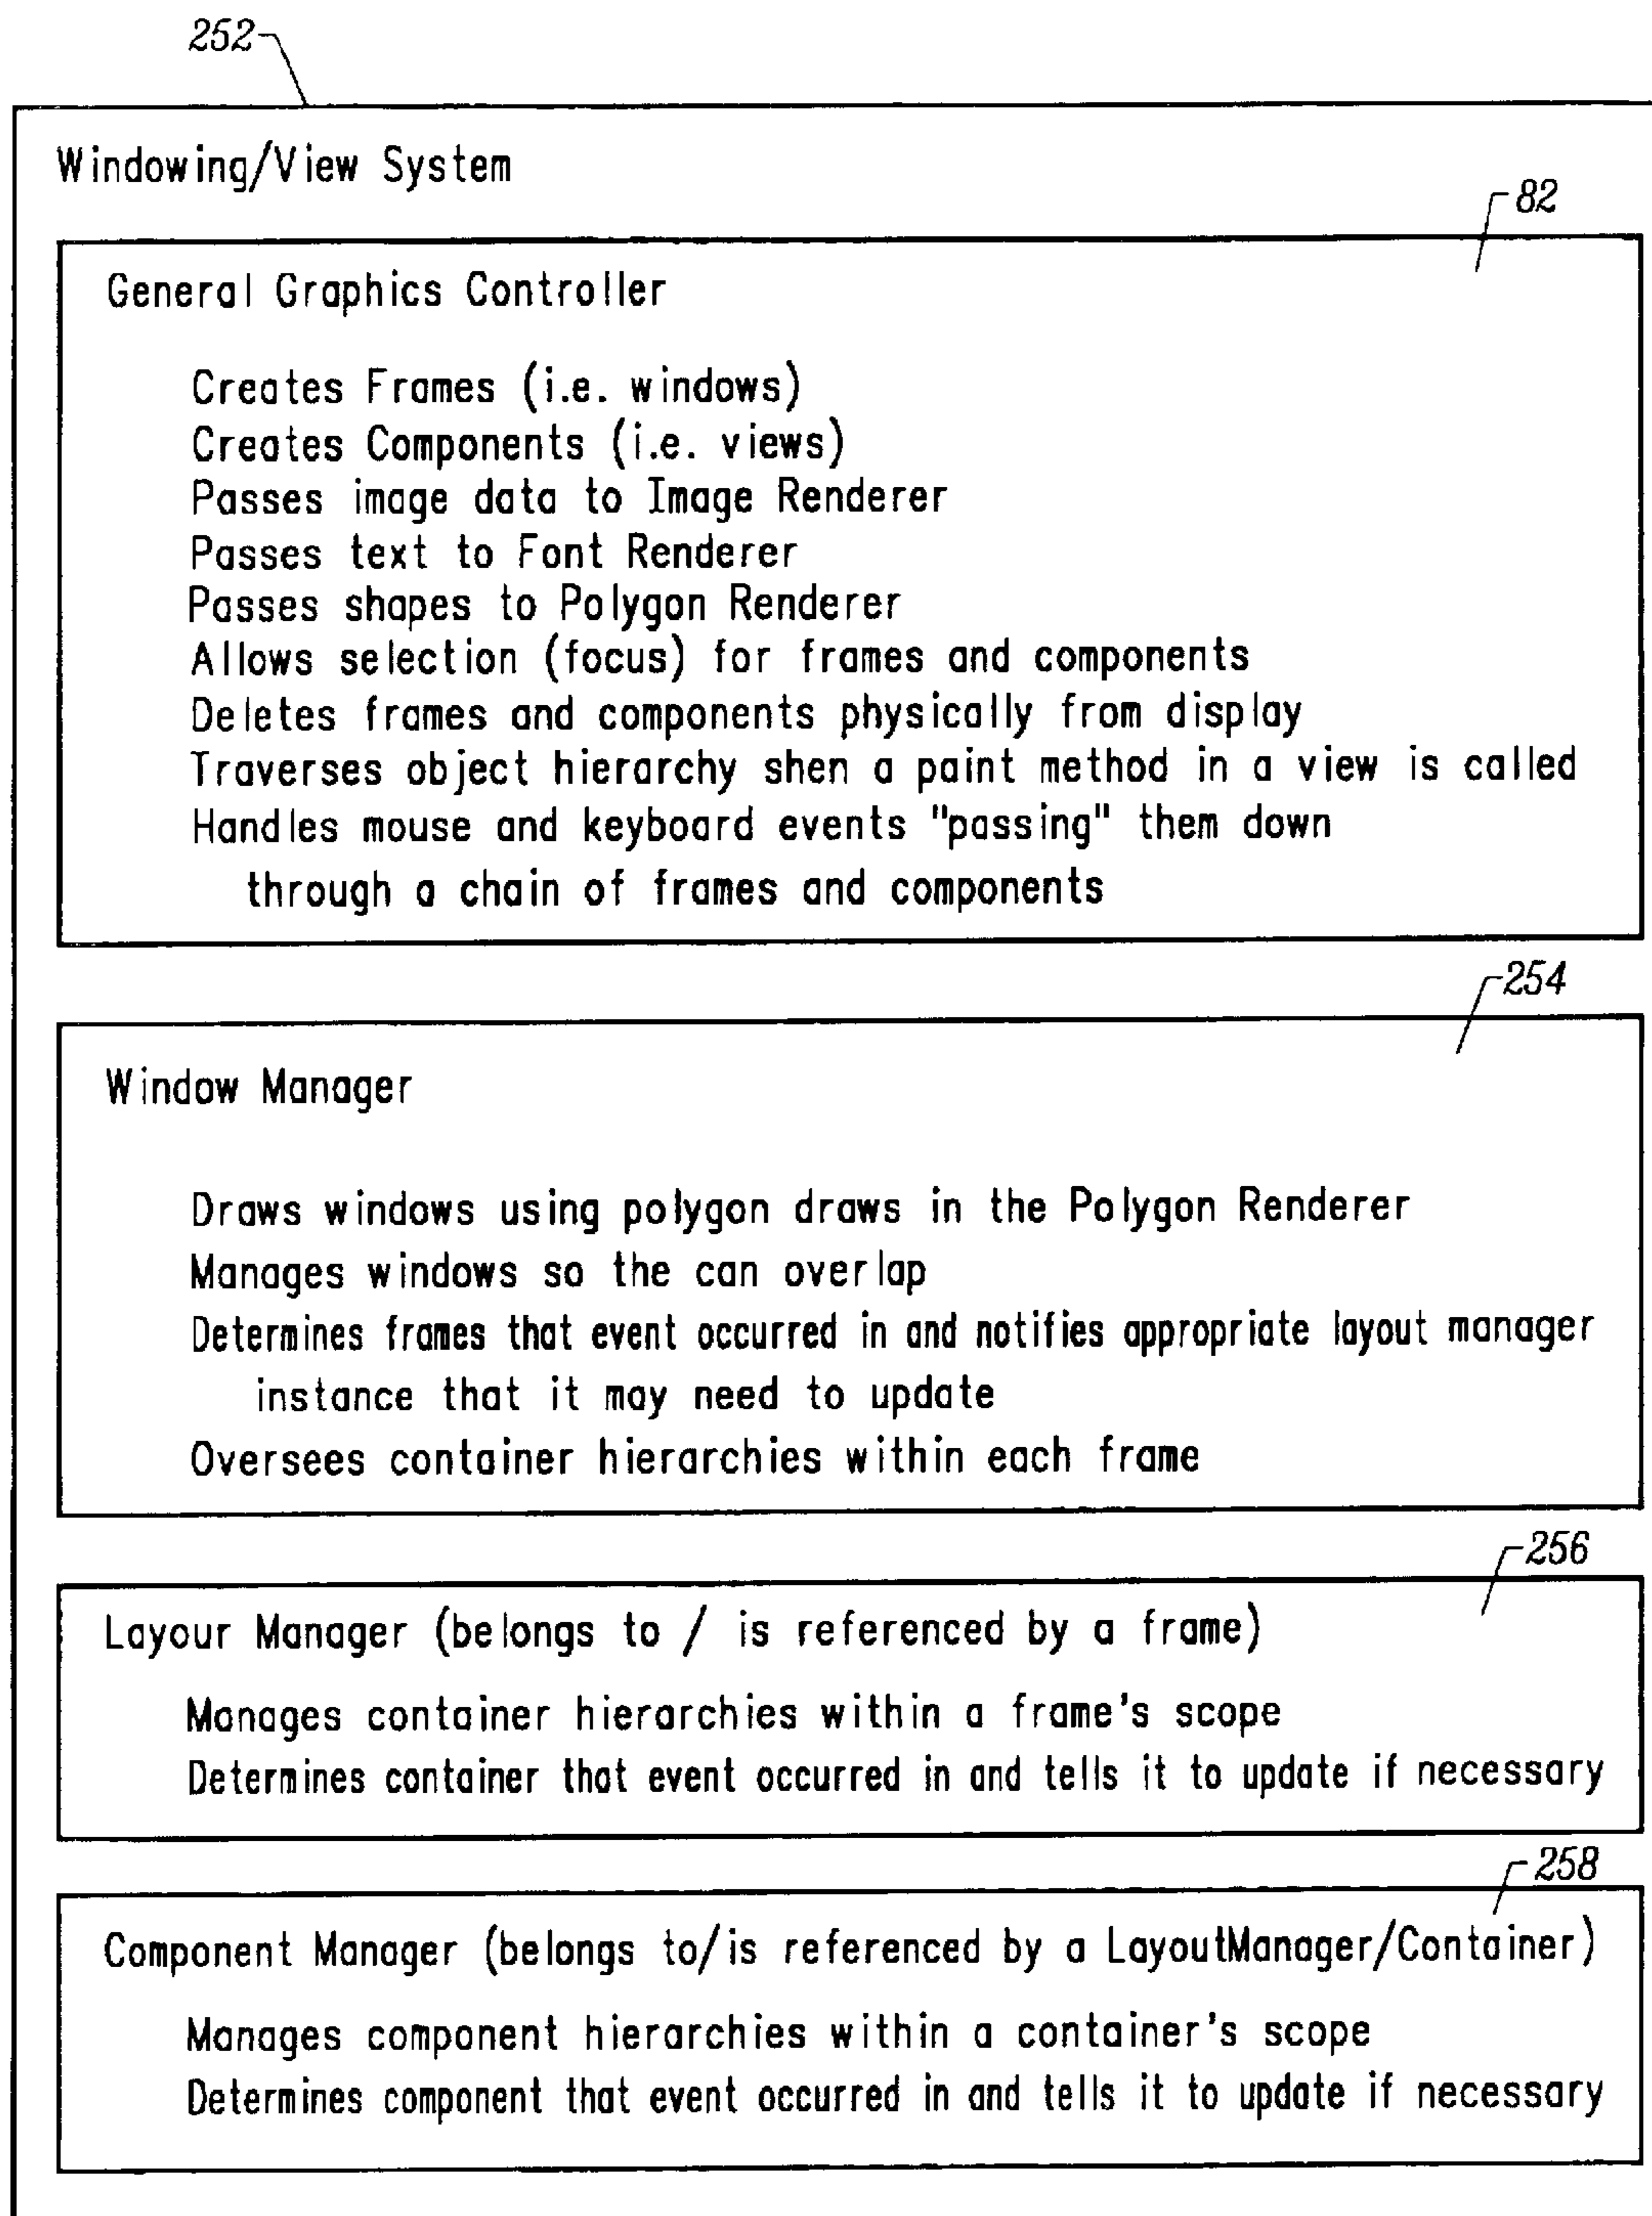 252
Windowing/View System
82
General Graphics Controller
Creates Frames (i.e. windows)
Creates Components (i.e. views)
Passes image data to Image Renderer
Passes text to Font Renderer
Passes shapes to Polygon Renderer
Allows selection (focus) for frames and components
Deletes frames and components physically from display
Traverses object hierarchy shen a paint method in a view is called
Handles mouse and keyboard events "passing" them down
through a chain of frames and components
254
Window Manager
Draws windows using polygon draws in the Polygon Renderer
Manages windows so the can overlap
Determines frames that event occurred in and notifies appropriate layout manager
instance that it may need to update
Oversees container hierarchies within each frame
256
Layour Manager (belongs to / is referenced by a frame)
Manages container hierarchies within a frame's scope
Determines container that event occurred in and tells it to update if necessary
258
Component Manager (belongs to/is referenced by a LayoutManager/Container)
Manages component hierarchies within a container's scope
Determines component that event occurred in and tells it to update if necessary